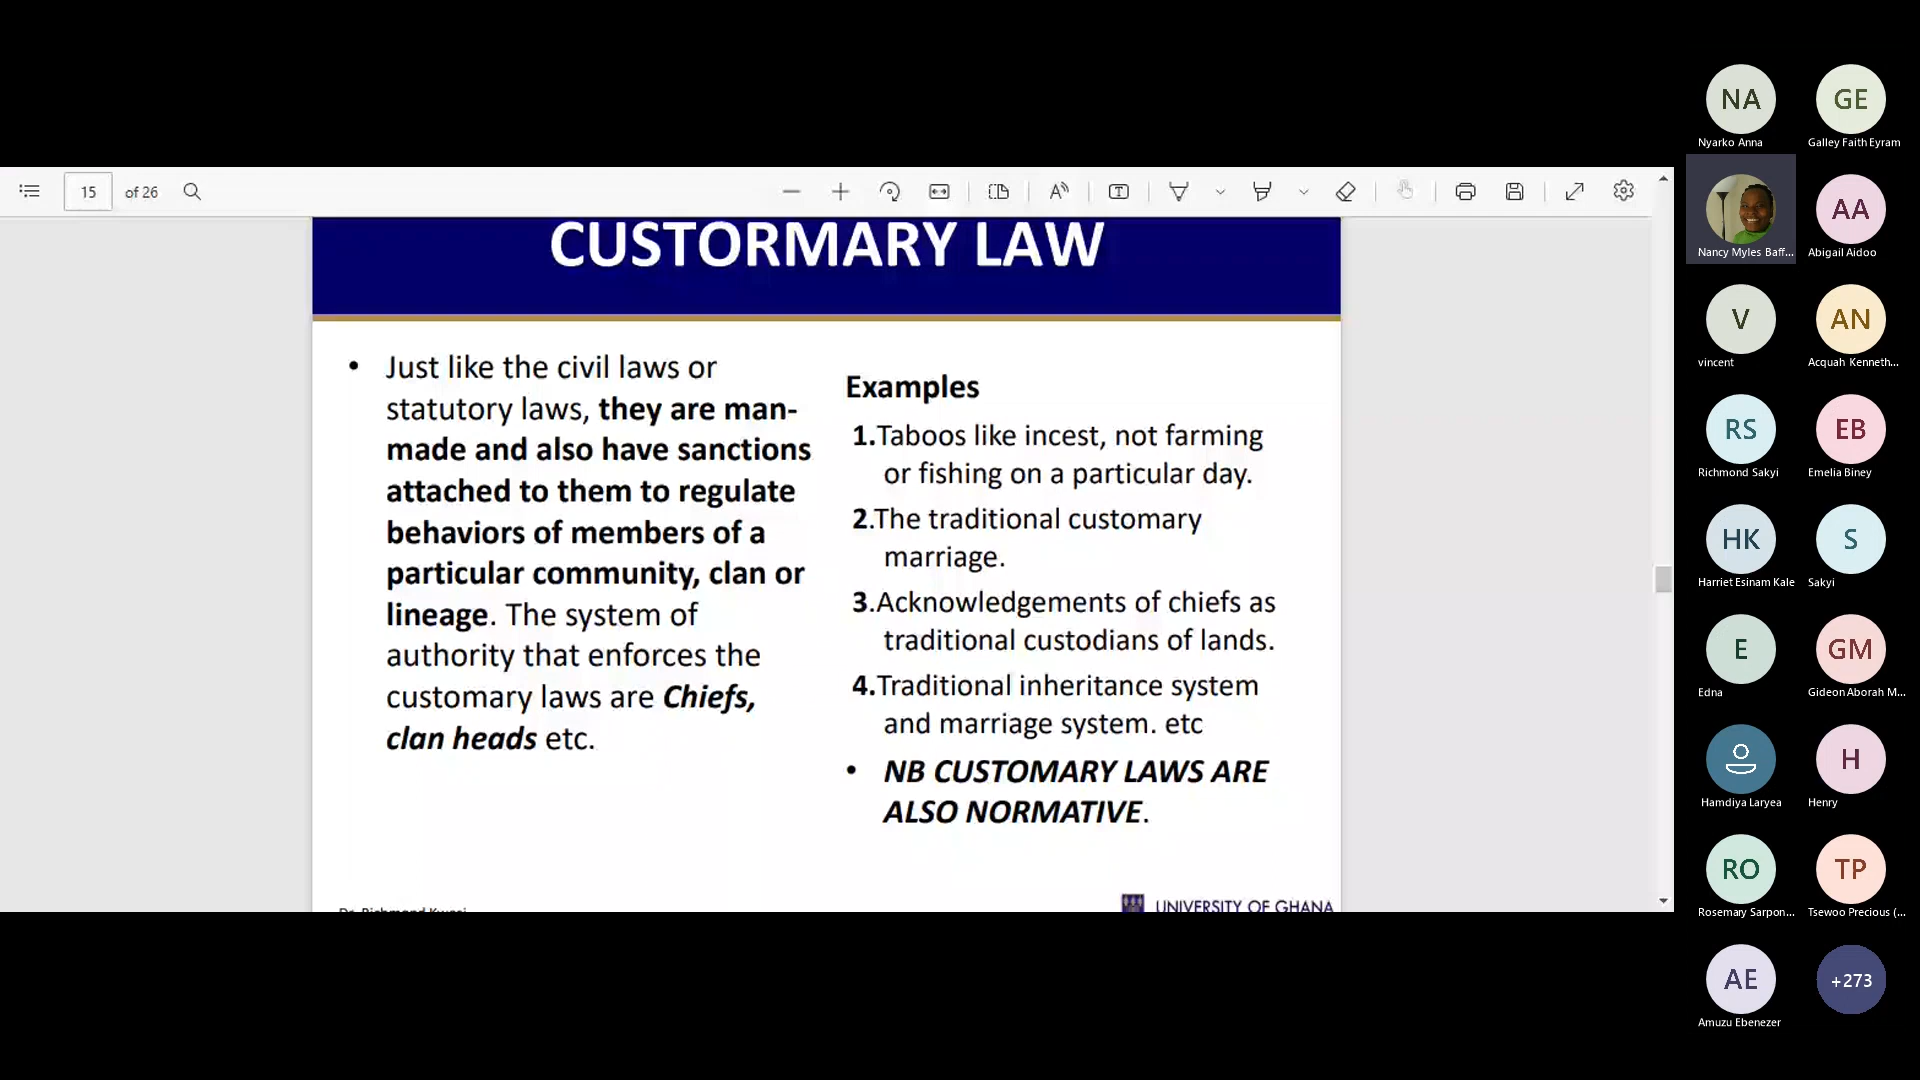 15 of 26
CUSTORMARY LAW
• Just like the civil laws or
statutory laws, they are man-
made and also have sanctions
attached to them to regulate
behaviors of members of a
particular community, clan or
lineage. The system of
authority that enforces the
customary laws are Chiefs,
clan heads etc.
Examples
1.Taboos like incest, not farming
or fishing on a particular day.
2.The traditional customary
marriage.
3.Acknowledgements of chiefs as
traditional custodians of lands.
4.Traditional inheritance system
and marriage system. etc
• NB CUSTOMARY LAWS ARE
ALSO NORMATIVE.
Dr. Richmond Kwesi
UNIVERSITY OF GHANA
NA
Nyarko Anna
GE
Galley Faith Eyram
Nancy Myles Baff...
AA
Abigail Aidoo
V
vincent
AN
Acquah Kenneth...
RS
Richmond Sakyi
EB
Emelia Biney
HK
Harriet Esinam Kale
S
Sakyi
E
Edna
GM
Gideon Aborah M...
Hamdiya Laryea
H
Henry
RO
Rosemary Sarpon...
TP
Tsewoo Precious (...
AE
Amuzu Ebenezer
+273